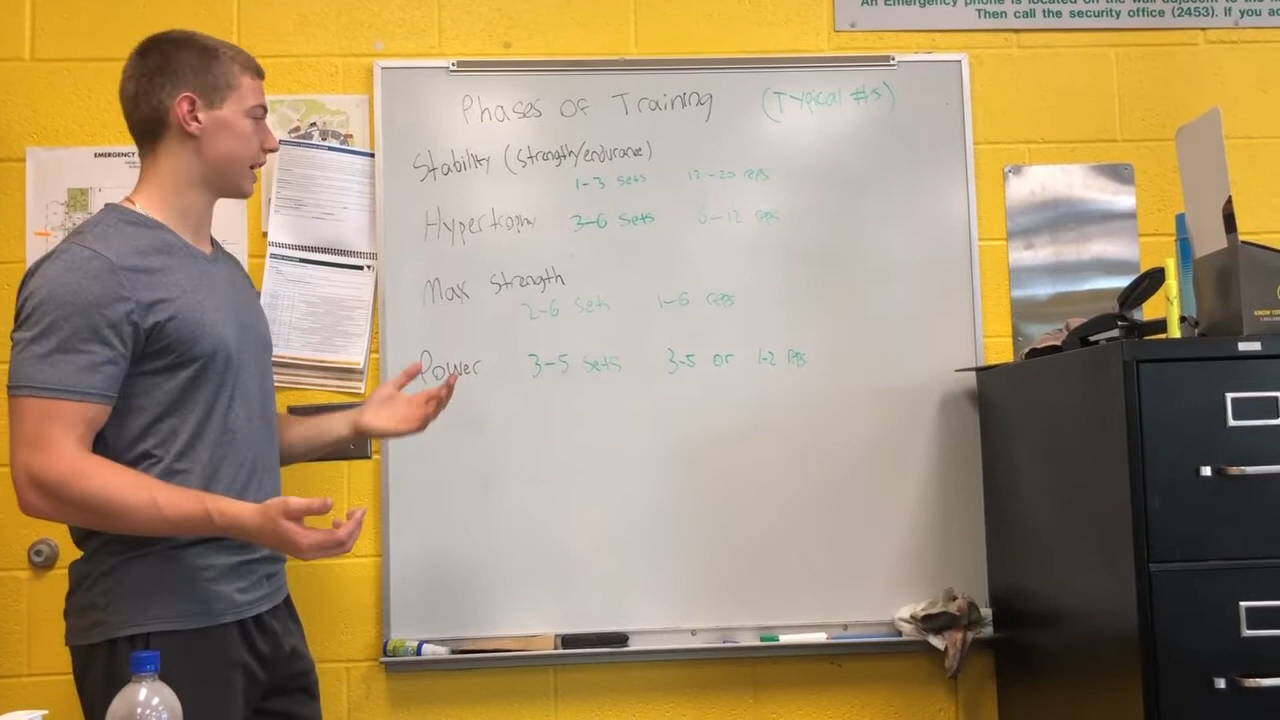 An Emergency phone is located on the wall adjacent to the
Then call the security office (2453). If you
EMERGENCY
Phases of Training (Typical #s)
Stability (strength/endurance)
1-3 sets 12-20 reps
Hypertrophy 3-6 sets 6-12 reps
Max Strength
2-6 sets 1-6 reps
Power 3-5 sets 3-5 or 1-2 reps
KNOW